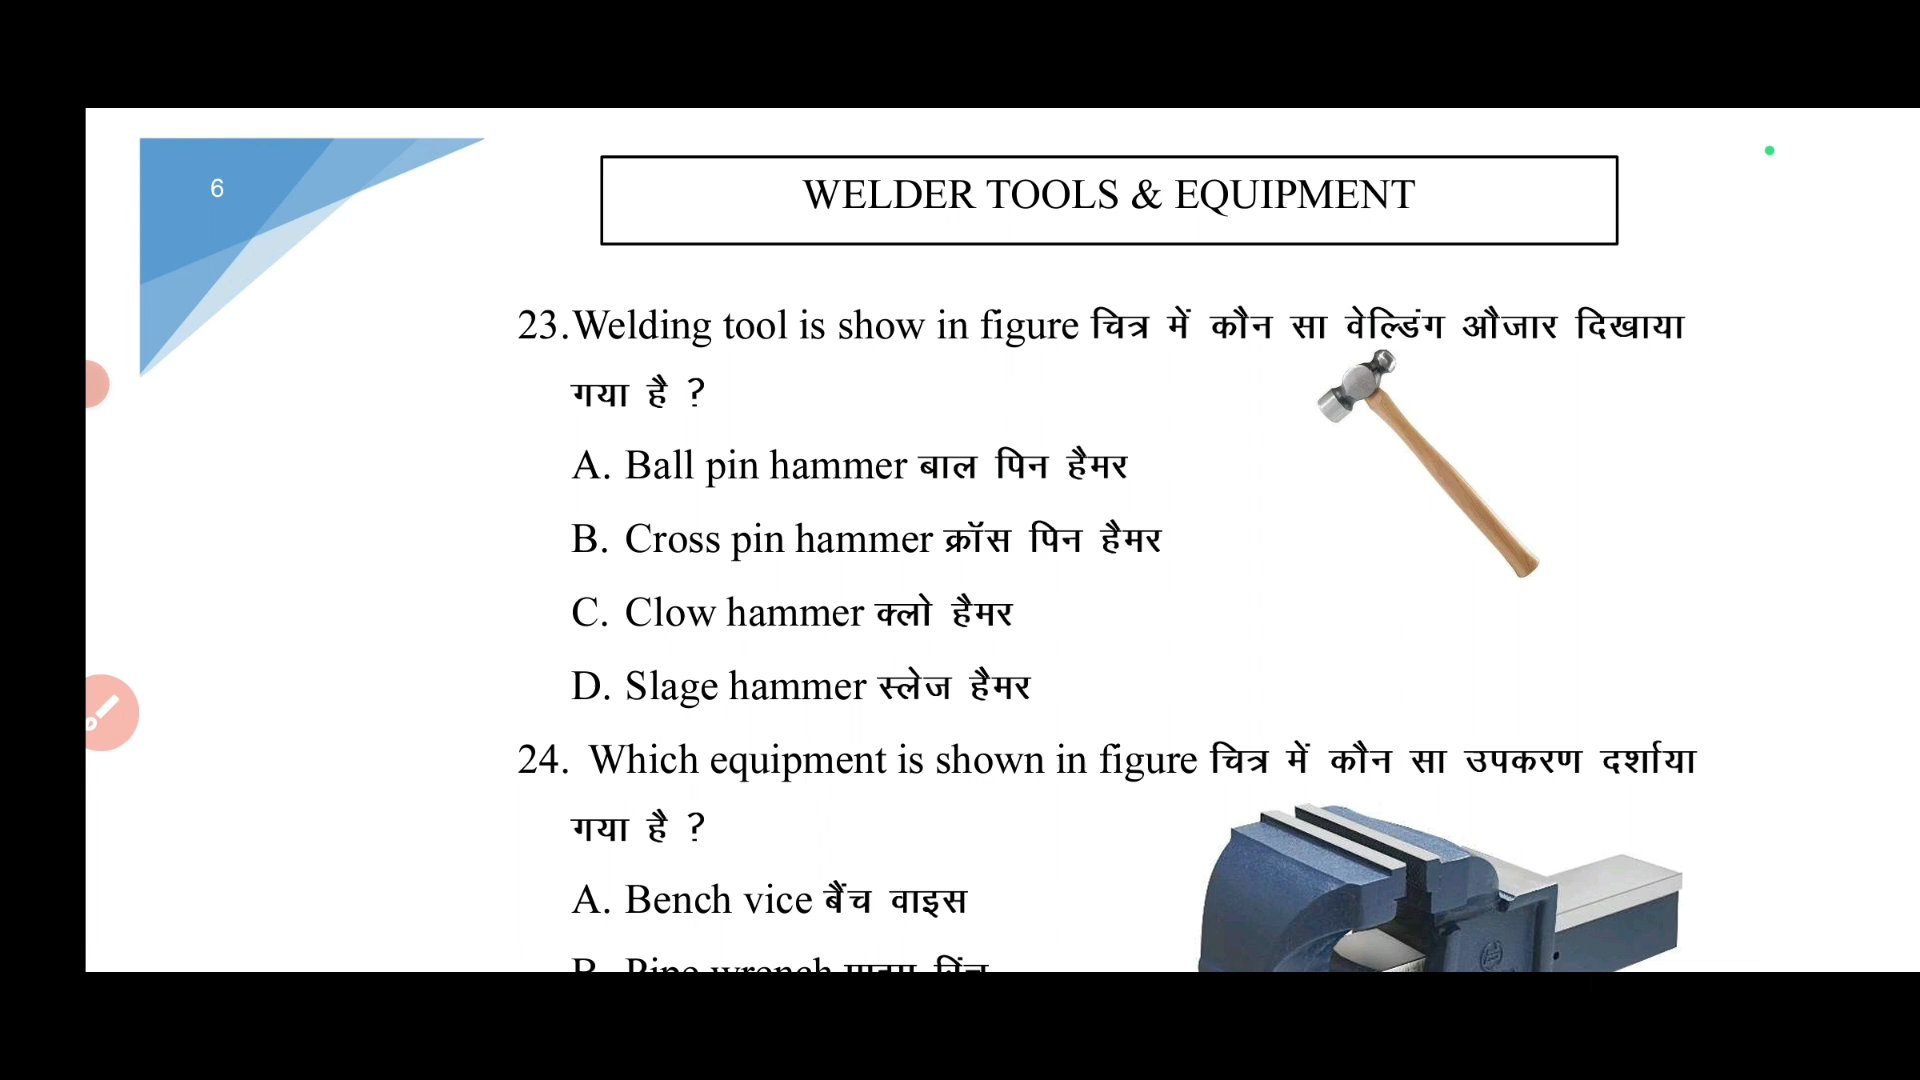 6
WELDER TOOLS & EQUIPMENT
23.Welding tool is show in figure चित्र में कौन सा वेल्डिंग औजार दिखाया
गया है ?
A. Ball pin hammer बाल पिन हैमर
B. Cross pin hammer क्रॉस पिन हैमर
C. Clow hammer क्लो हैमर
D. Slage hammer स्लेज हैमर
24. Which equipment is shown in figure चित्र में कौन सा उपकरण दर्शाया
गया है ?
A. Bench vice बैंच वाइस
B. Pipe wrench